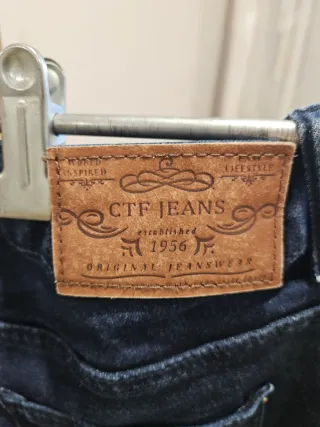 WORLD LIFESTYLE
INSPIRED
CTF JEANS
established
1956
ORIGINAL JEANSWEAR